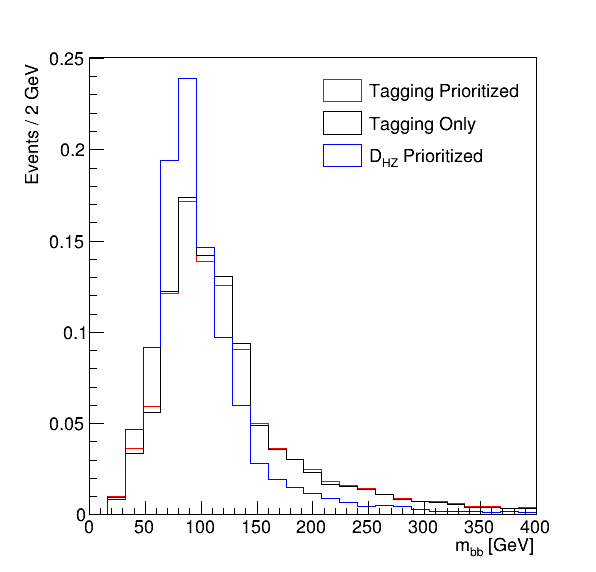 Events / 2 GeV
0.25
0.2
0.15
0.1
0.05
0
Tagging Prioritized
Tagging Only
D_HZ Prioritized
0 50 100 150 200 250 300 350 400
m_bb [GeV]